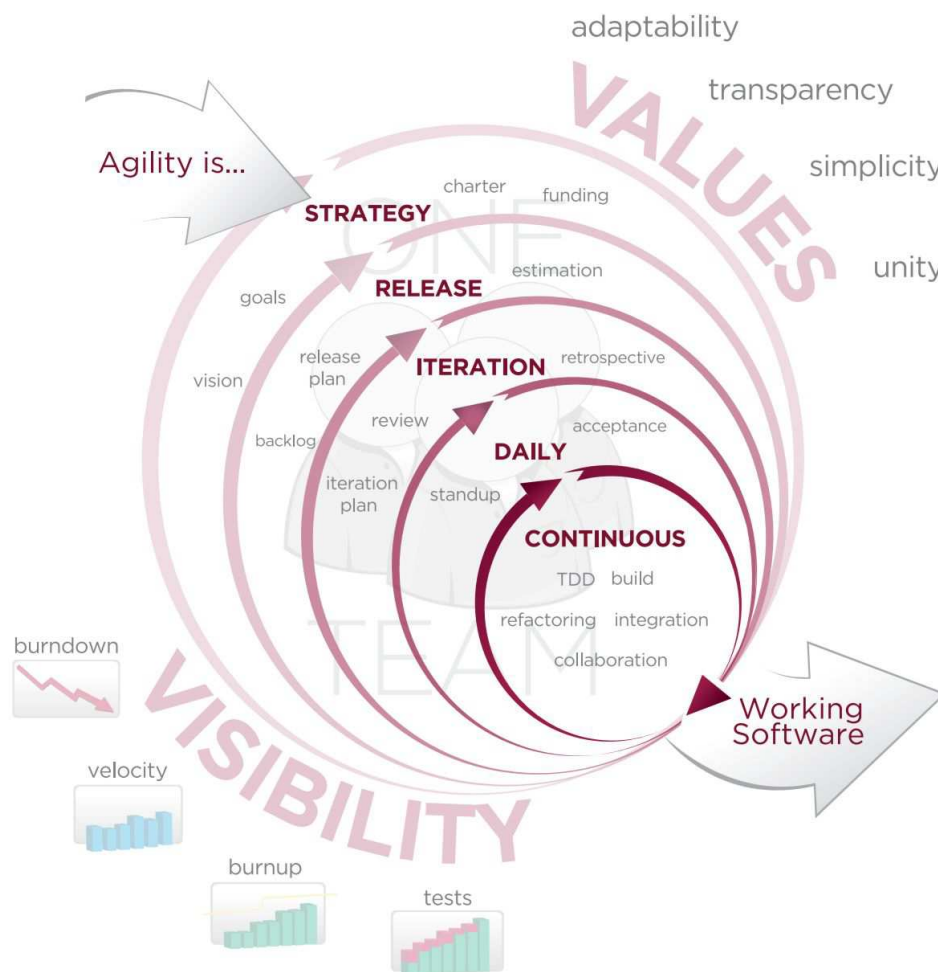 adaptability
transparency
simplicity
unity
VALUES
Agility is...
STRATEGY
charter
funding
ONE
goals
vision
RELEASE
estimation
release
plan
backlog
ITERATION
retrospective
review
iteration
plan
DAILY
acceptance
standup
CONTINUOUS
TDD build
refactoring integration
collaboration
TEAM
Working
Software
VISIBILITY
burndown
velocity
burnup
tests